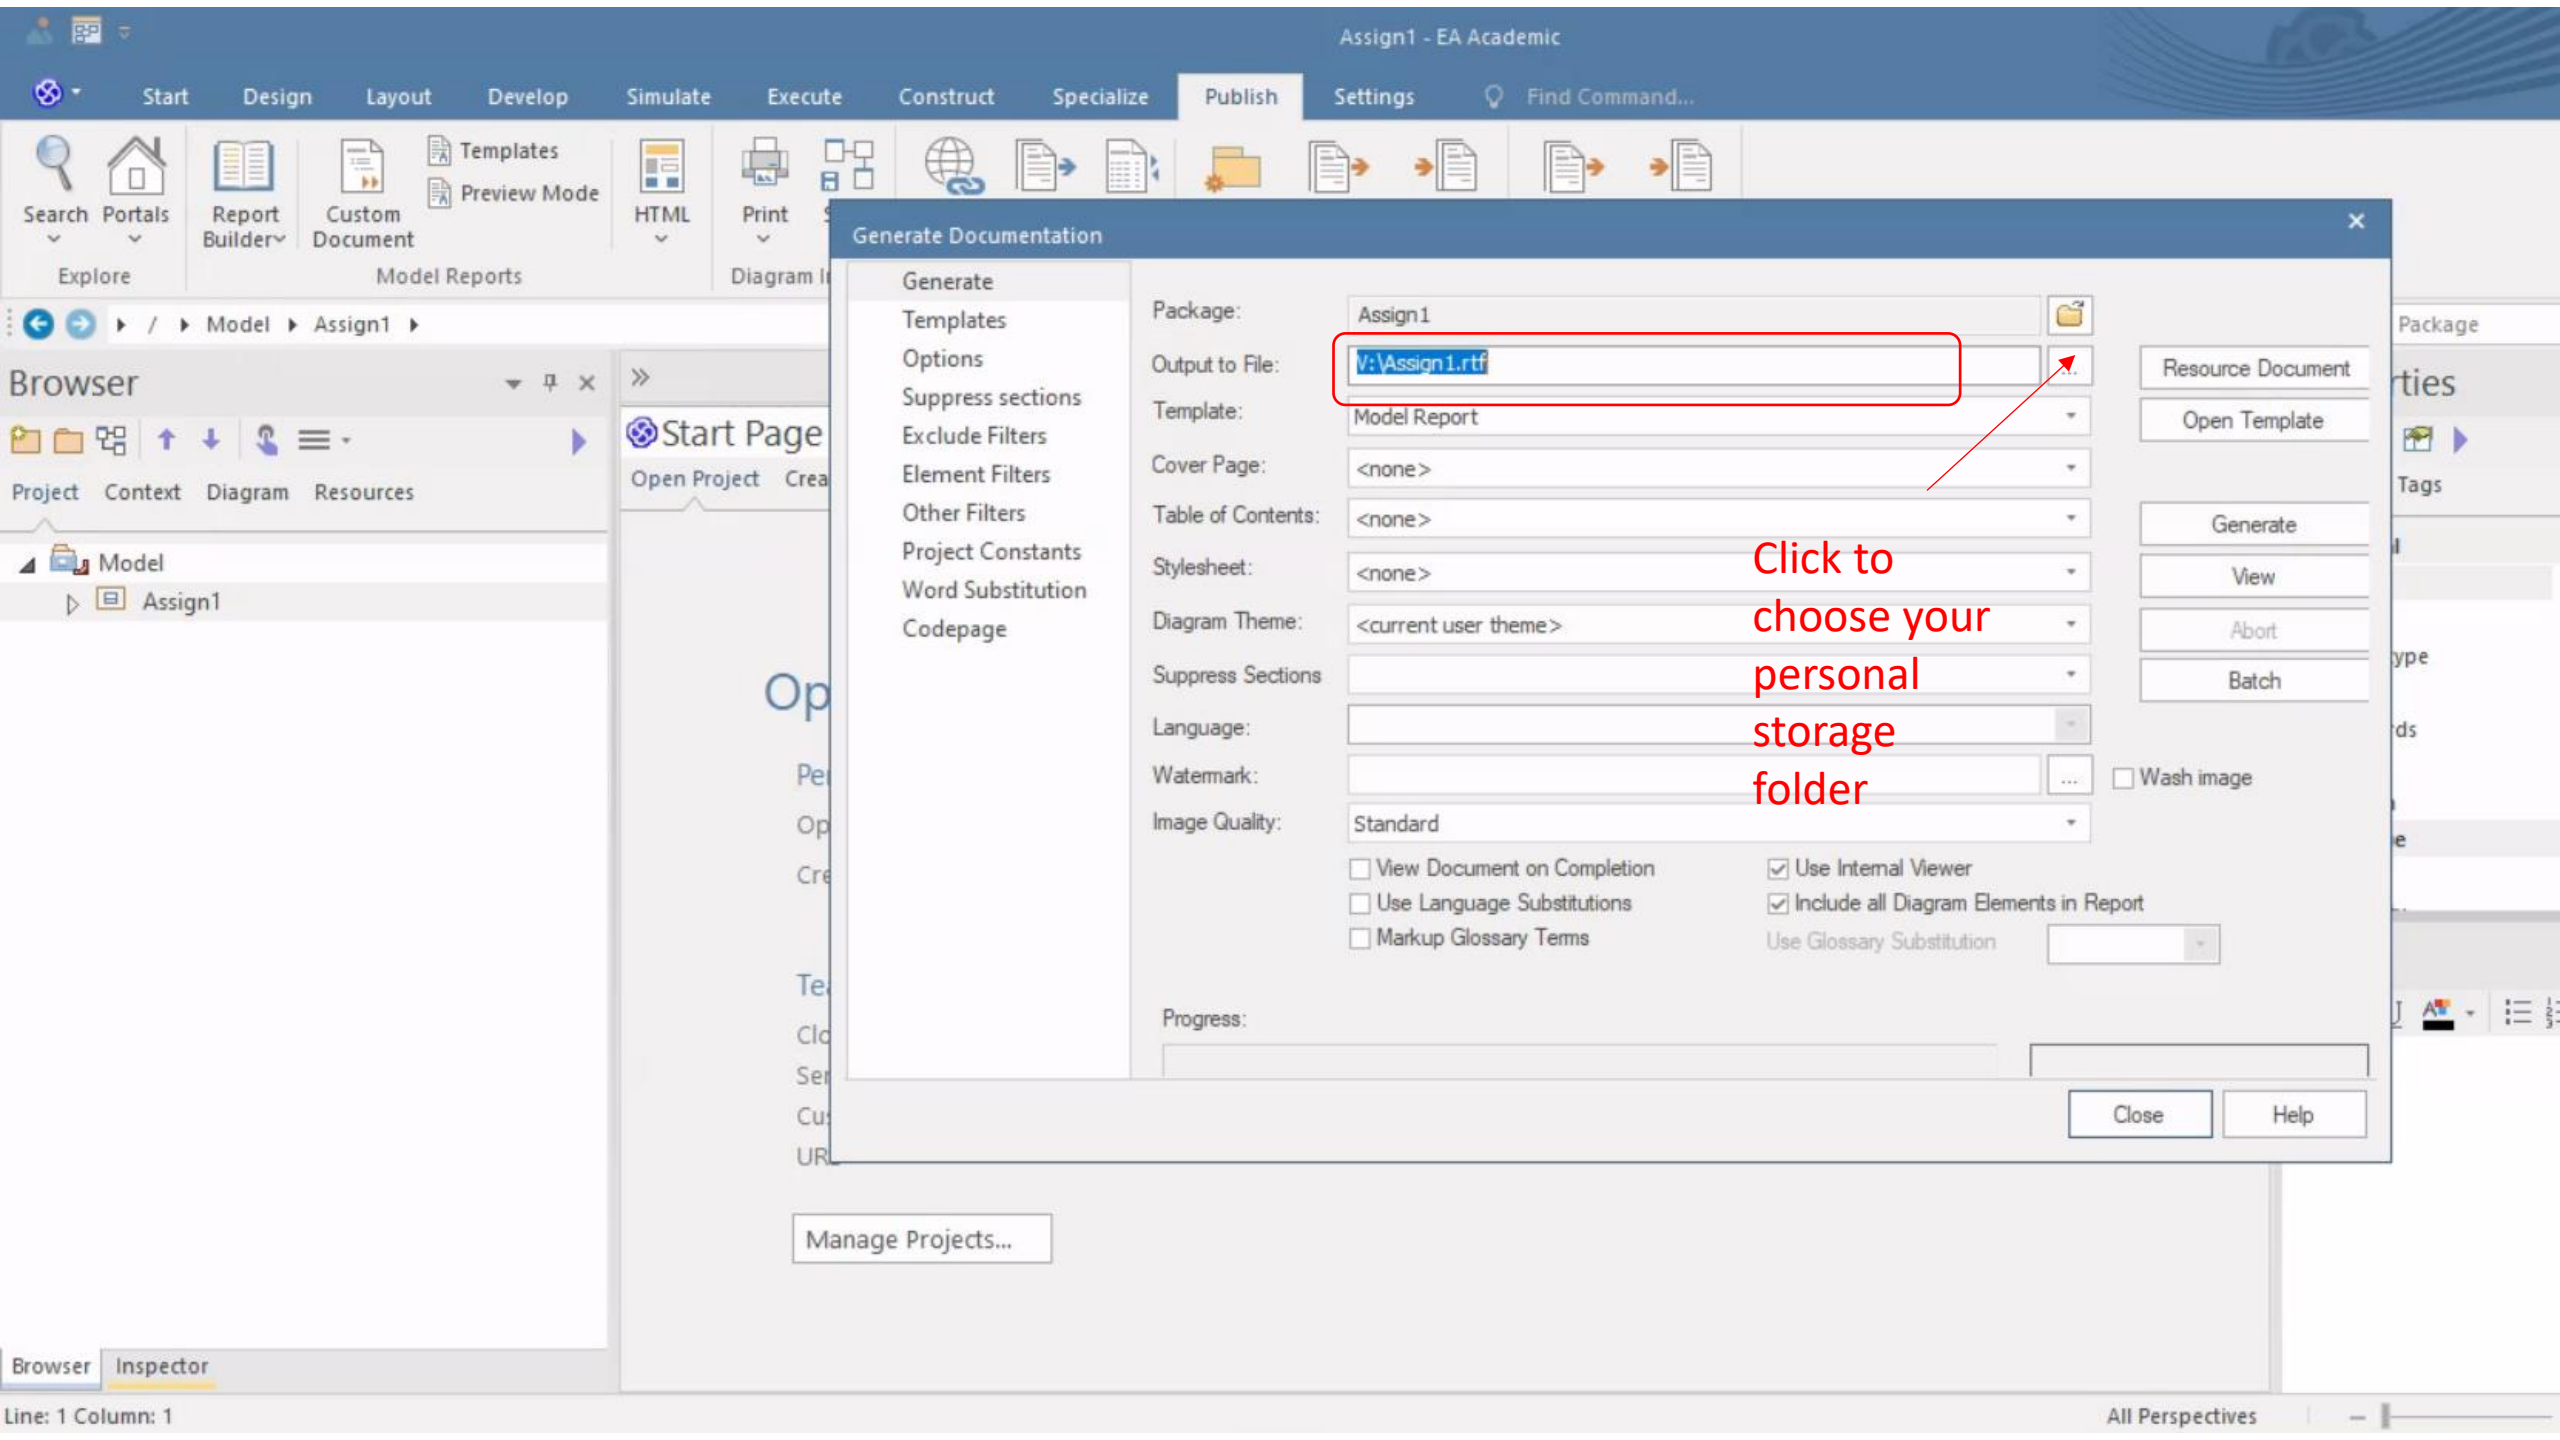 Assign1 - EA Academic
Start Design Layout Develop Simulate Execute Construct Specialize Publish Settings Find Command...
Templates
Preview Mode
Search Portals Report Builder Custom Document HTML Print
Explore Model Reports Diagram
/ Model Assign1
Package
Browser
Project Context Diagram Resources
Model
Assign1
Start Page
Open Project
Generate Documentation
Generate
Templates
Options
Suppress sections
Exclude Filters
Element Filters
Other Filters
Project Constants
Word Substitution
Codepage
Package: Assign1
Output to File: V:\Assign1.rtf ...
Template: Model Report
Cover Page: <none>
Table of Contents: <none>
Stylesheet: <none>
Diagram Theme: <current user theme>
Suppress Sections
Language:
Watermark: ... Wash image
Image Quality: Standard
View Document on Completion Use Internal Viewer
Use Language Substitutions Include all Diagram Elements in Report
Markup Glossary Terms Use Glossary Substitution
Progress:
Resource Document
Open Template
Generate
View
Abort
Batch
Close Help
Click to
choose your
personal
storage
folder
Tags
Manage Projects...
Browser Inspector
Line: 1 Column: 1 All Perspectives